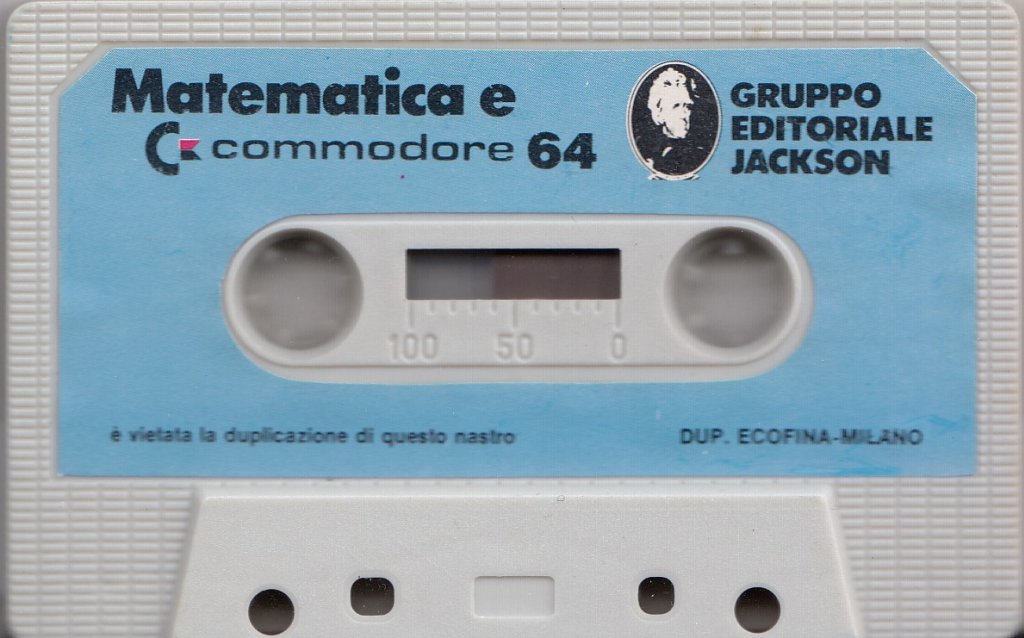 Matematica e
commodore 64
GRUPPO
EDITORIALE
JACKSON
100 50 0
è vietata la duplicazione di questo nastro
DUP. ECOFINA-MILANO